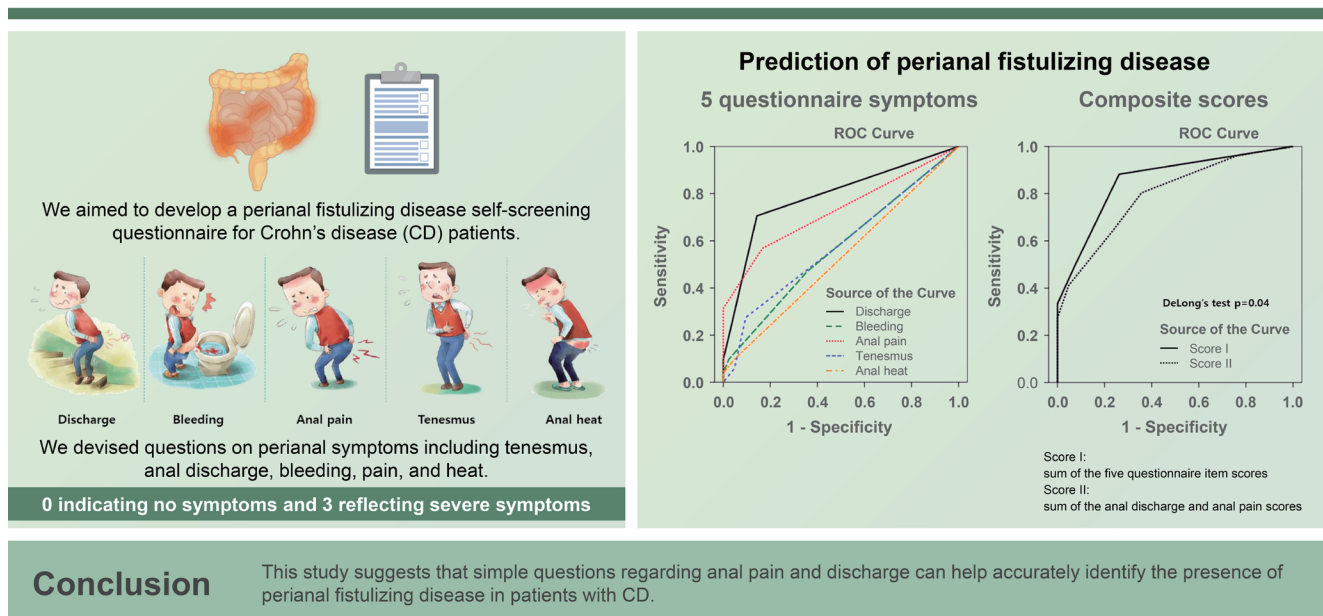 We aimed to develop a perianal fistulizing disease self-screening
questionnaire for Crohn's disease (CD) patients.
Discharge
Bleeding
Anal pain
Tenesmus
Anal heat
We devised questions on perianal symptoms including tenesmus,
anal discharge, bleeding, pain, and heat.
0 indicating no symptoms and 3 reflecting severe symptoms
Prediction of perianal fistulizing disease
5 questionnaire symptoms
ROC Curve
Sensitivity
1.0
0.8
0.6
0.4
0.2
0.0
Source of the Curve
Discharge
Bleeding
Anal pain
Tenesmus
Anal heat
0.0 0.2 0.4 0.6 0.8 1.0
1 - Specificity
Composite scores
ROC Curve
Sensitivity
1.0
0.8
0.6
0.4
0.2
0.0
DeLong's test p=0.04
Source of the Curve
Score I
Score II
0.0 0.2 0.4 0.6 0.8 1.0
1 - Specificity
Score I:
sum of the five questionnaire item scores
Score II:
sum of the anal discharge and anal pain scores
Conclusion
This study suggests that simple questions regarding anal pain and discharge can help accurately identify the presence of
perianal fistulizing disease in patients with CD.